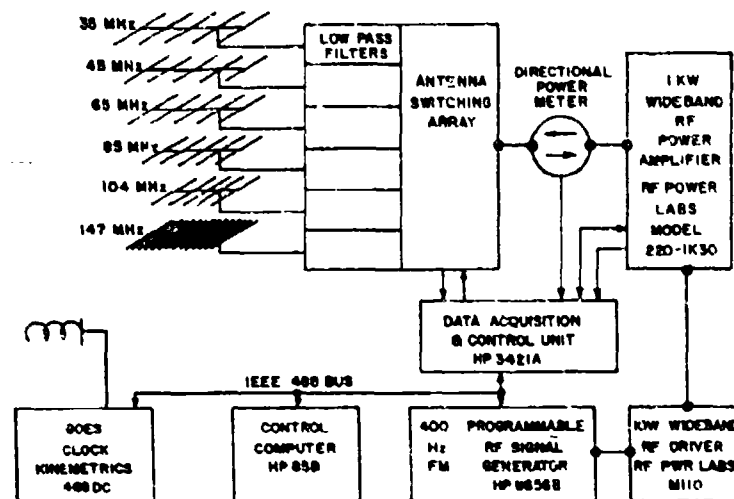 35 MHz
45 MHz
65 MHz
85 MHz
104 MHz
147 MHz
LOW PASS
FILTERS
ANTENNA
SWITCHING
ARRAY
DIRECTIONAL
POWER
METER
1 KW
WIDEBAND
RF
POWER
AMPLIFIER
RF POWER
LABS
MODEL
220-1K30
DATA ACQUISITION
& CONTROL UNIT
HP 3421A
IEEE 488 BUS
GOES
CLOCK
KINEMETRICS
468 DC
CONTROL
COMPUTER
HP 85B
400
Hz
FM
PROGRAMMABLE
RF SIGNAL
GENERATOR
WIDEBAND
RF DRIVER
RF PWR LABS
M110